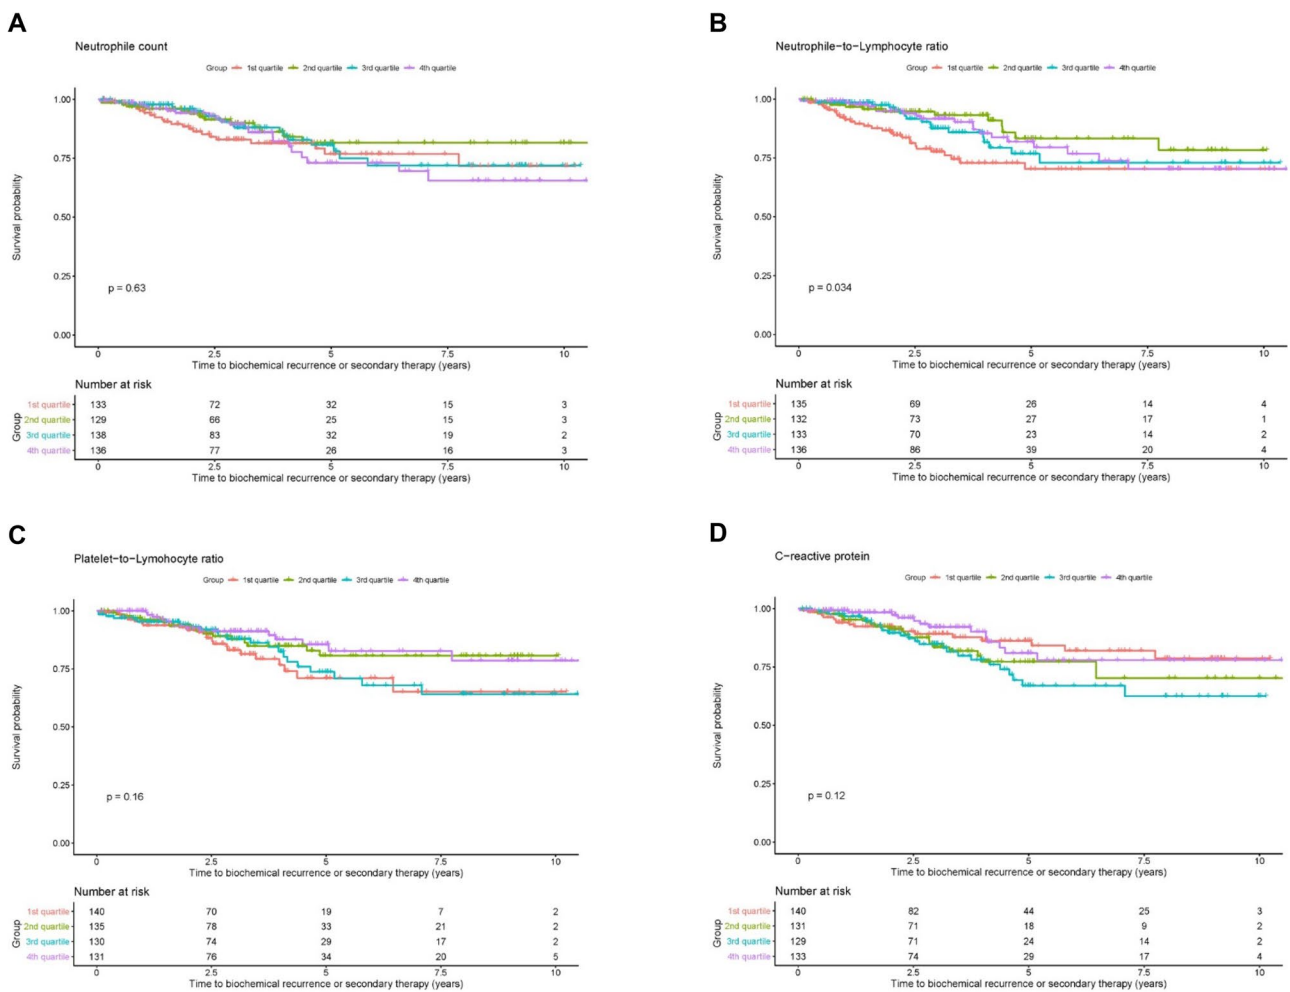 A
Neutrophile count
Group 1st quartile 2nd quartile 3rd quartile 4th quartile
1.00
0.75
0.50
0.25
0.00
Survival probability
p = 0.63
0 2.5 5 7.5 10
Time to biochemical recurrence or secondary therapy (years)
Number at risk
Group
1st quartile 133 72 32 15 3
2nd quartile 129 66 25 15 3
3rd quartile 138 83 32 19 2
4th quartile 136 77 26 16 3
0 2.5 5 7.5 10
Time to biochemical recurrence or secondary therapy (years)
B
Neutrophile-to-Lymphocyte ratio
Group 1st quartile 2nd quartile 3rd quartile 4th quartile
1.00
0.75
0.50
0.25
0.00
Survival probability
p = 0.034
0 2.5 5 7.5 10
Time to biochemical recurrence or secondary therapy (years)
Number at risk
Group
1st quartile 135 69 26 14 4
2nd quartile 132 73 27 17 1
3rd quartile 133 70 23 14 2
4th quartile 136 86 39 20 4
0 2.5 5 7.5 10
Time to biochemical recurrence or secondary therapy (years)
C
Platelet-to-Lymohocyte ratio
Group 1st quartile 2nd quartile 3rd quartile 4th quartile
1.00
0.75
0.50
0.25
0.00
Survival probability
p = 0.16
0 2.5 5 7.5 10
Time to biochemical recurrence or secondary therapy (years)
Number at risk
Group
1st quartile 140 70 19 7 2
2nd quartile 135 78 33 21 2
3rd quartile 130 74 29 17 2
4th quartile 131 76 34 20 5
0 2.5 5 7.5 10
Time to biochemical recurrence or secondary therapy (years)
D
C-reactive protein
Group 1st quartile 2nd quartile 3rd quartile 4th quartile
1.00
0.75
0.50
0.25
0.00
Survival probability
p = 0.12
0 2.5 5 7.5 10
Time to biochemical recurrence or secondary therapy (years)
Number at risk
Group
1st quartile 140 82 44 25 3
2nd quartile 131 71 18 9 2
3rd quartile 129 71 24 14 2
4th quartile 133 74 29 17 4
0 2.5 5 7.5 10
Time to biochemical recurrence or secondary therapy (years)